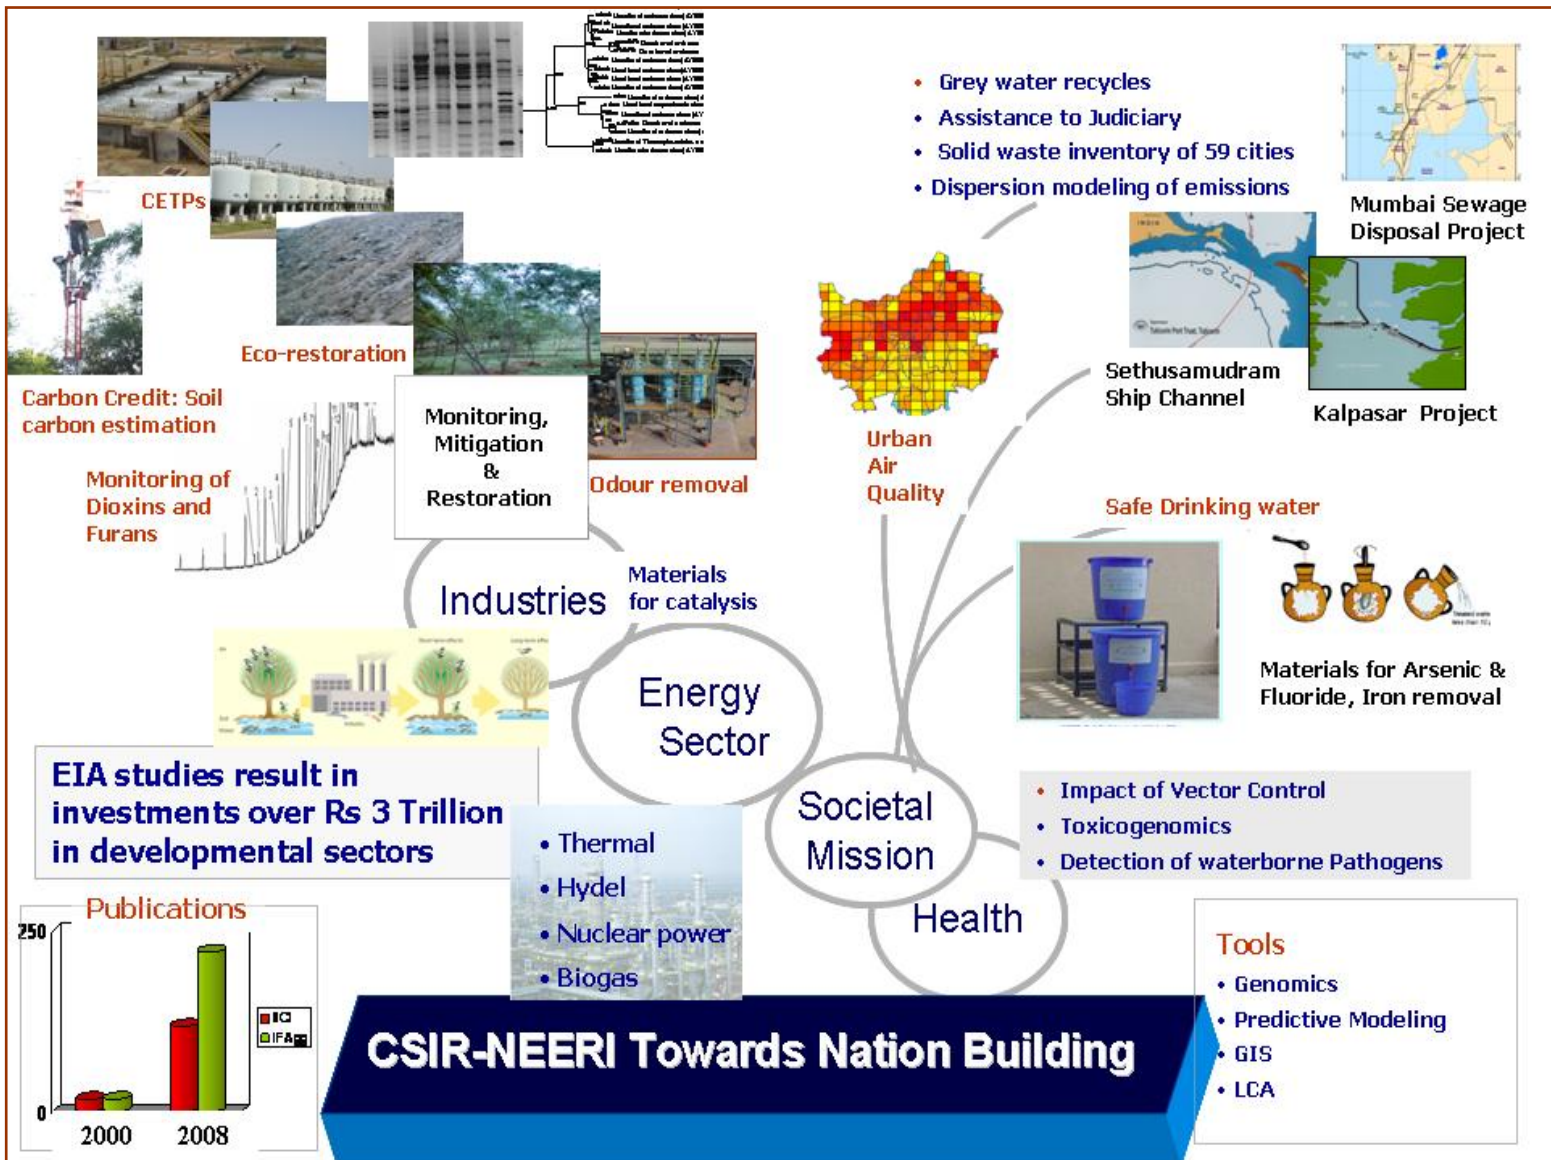 CETPs
Eco-restoration
Carbon Credit: Soil
carbon estimation
Monitoring of
Dioxins and
Furans
Monitoring,
Mitigation
&
Restoration
Odour removal
• Grey water recycles
• Assistance to Judiciary
• Solid waste inventory of 59 cities
• Dispersion modeling of emissions
Mumbai Sewage
Disposal Project
Sethusamudram
Ship Channel
Kalpasar Project
Urban
Air
Quality
Safe Drinking water
Materials for Arsenic &
Fluoride, Iron removal
Industries
Materials
for catalysis
Energy
Sector
Societal
Mission
Health
EIA studies result in
investments over Rs 3 Trillion
in developmental sectors
• Thermal
• Hydel
• Nuclear power
• Biogas
• Impact of Vector Control
• Toxicogenomics
• Detection of waterborne Pathogens
Publications
250
0
2000
2008
Tools
• Genomics
• Predictive Modeling
• GIS
• LCA
CSIR-NEERI Towards Nation Building